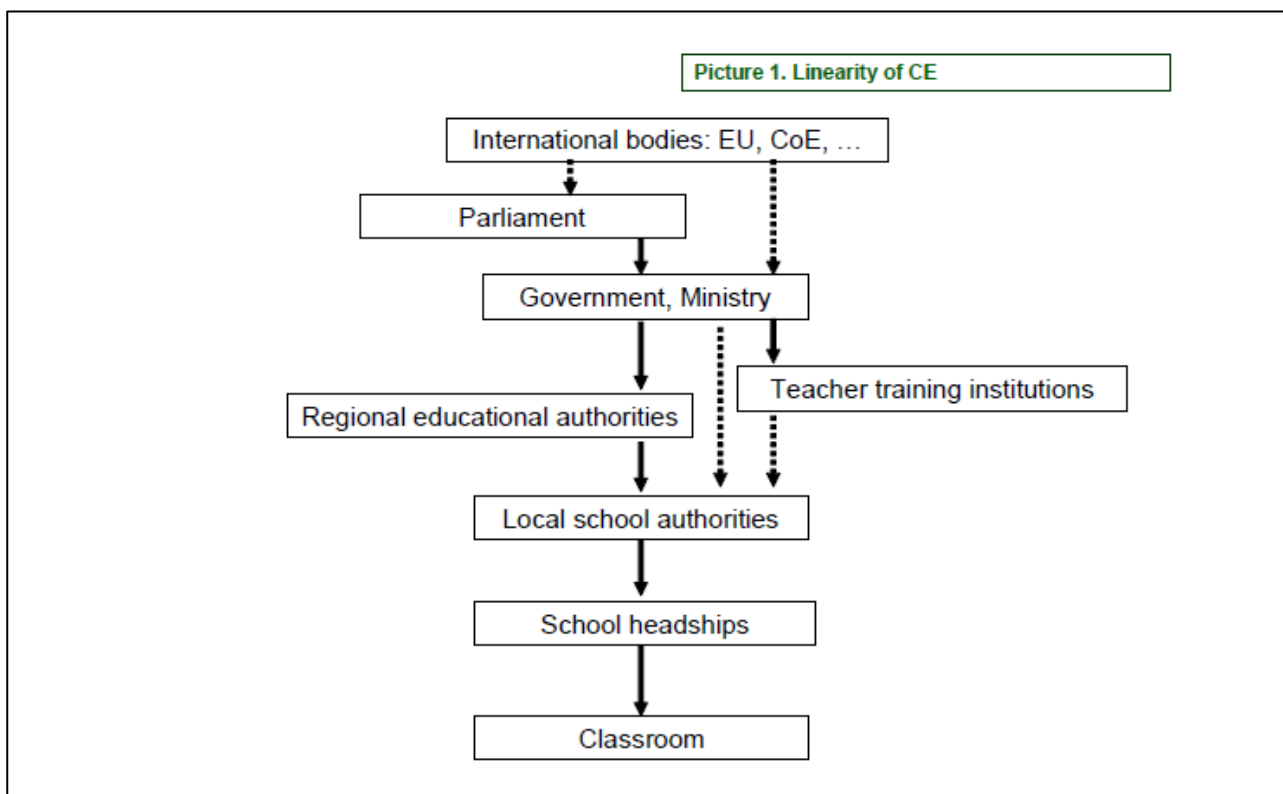 Picture 1. Linearity of CE
International bodies: EU, CoE, …
Parliament
Government, Ministry
Teacher training institutions
Regional educational authorities
Local school authorities
School headships
Classroom